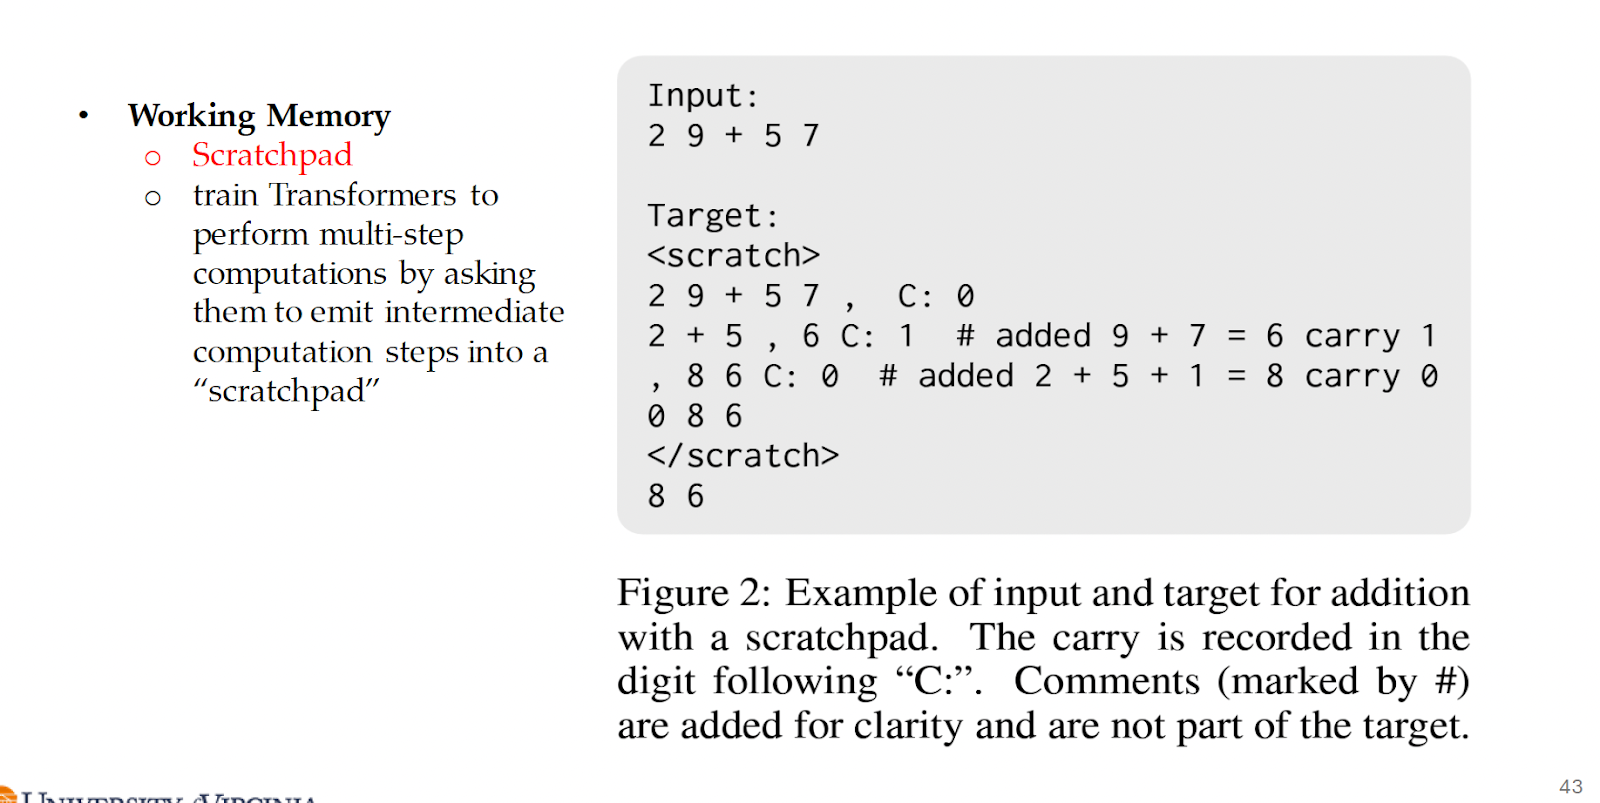 • Working Memory
○ Scratchpad
○ train Transformers to
perform multi-step
computations by asking
them to emit intermediate
computation steps into a
“scratchpad”
Input:
2 9 + 5 7
Target:
<scratch>
2 9 + 5 7 , C: 0
2 + 5 , 6 C: 1 # added 9 + 7 = 6 carry 1
, 8 6 C: 0 # added 2 + 5 + 1 = 8 carry 0
0 8 6
</scratch>
8 6
Figure 2: Example of input and target for addition
with a scratchpad. The carry is recorded in the
digit following “C:”. Comments (marked by #)
are added for clarity and are not part of the target.
UNIVERSITY of VIRGINIA
43